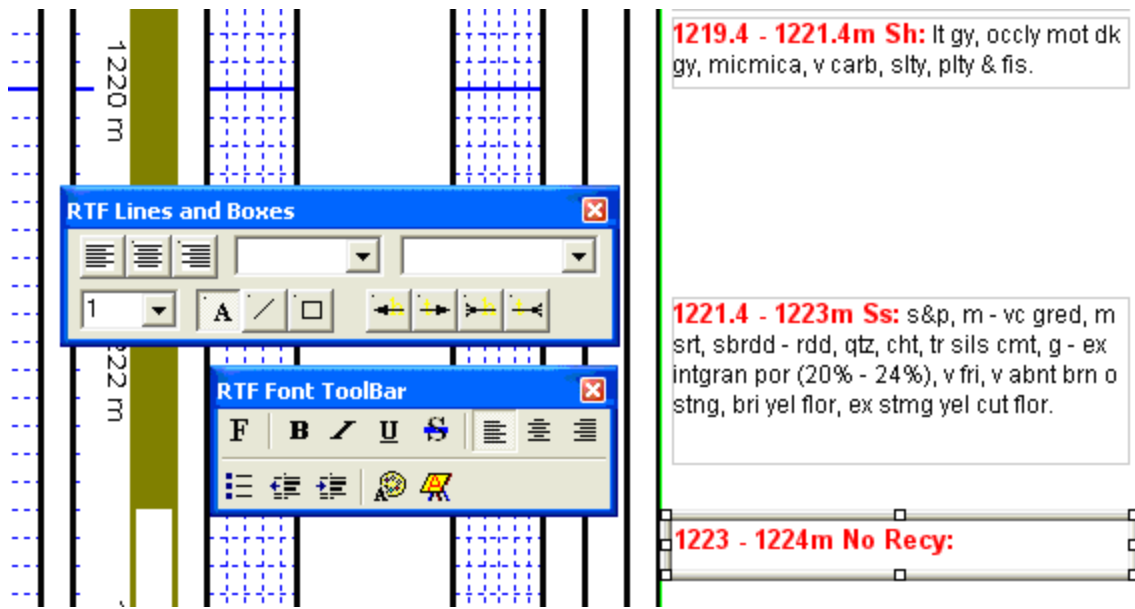 1220 m
1219.4 - 1221.4m Sh: lt gy, occly mot dk
gy, micmica, v carb, slty, plty & fis.
RTF Lines and Boxes
1
A
22 m
1221.4 - 1223m Ss: s&p, m - vc gred, m
srt, sbrdd - rdd, qtz, cht, tr sils cmt, g - ex
intgran por (20% - 24%), v fri, v abnt brn o
stng, bri yel flor, ex stmg yel cut flor.
RTF Font ToolBar
F B I U S
1223 - 1224m No Recy: